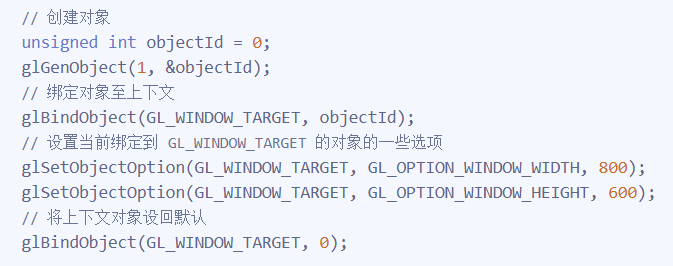 // 创建对象
unsigned int objectId = 0;
glGenObject(1, &objectId);
// 绑定对象至上下文
glBindObject(GL_WINDOW_TARGET, objectId);
// 设置当前绑定到 GL_WINDOW_TARGET 的对象的一些选项
glSetObjectOption(GL_WINDOW_TARGET, GL_OPTION_WINDOW_WIDTH, 800);
glSetObjectOption(GL_WINDOW_TARGET, GL_OPTION_WINDOW_HEIGHT, 600);
// 将上下文对象设回默认
glBindObject(GL_WINDOW_TARGET, 0);